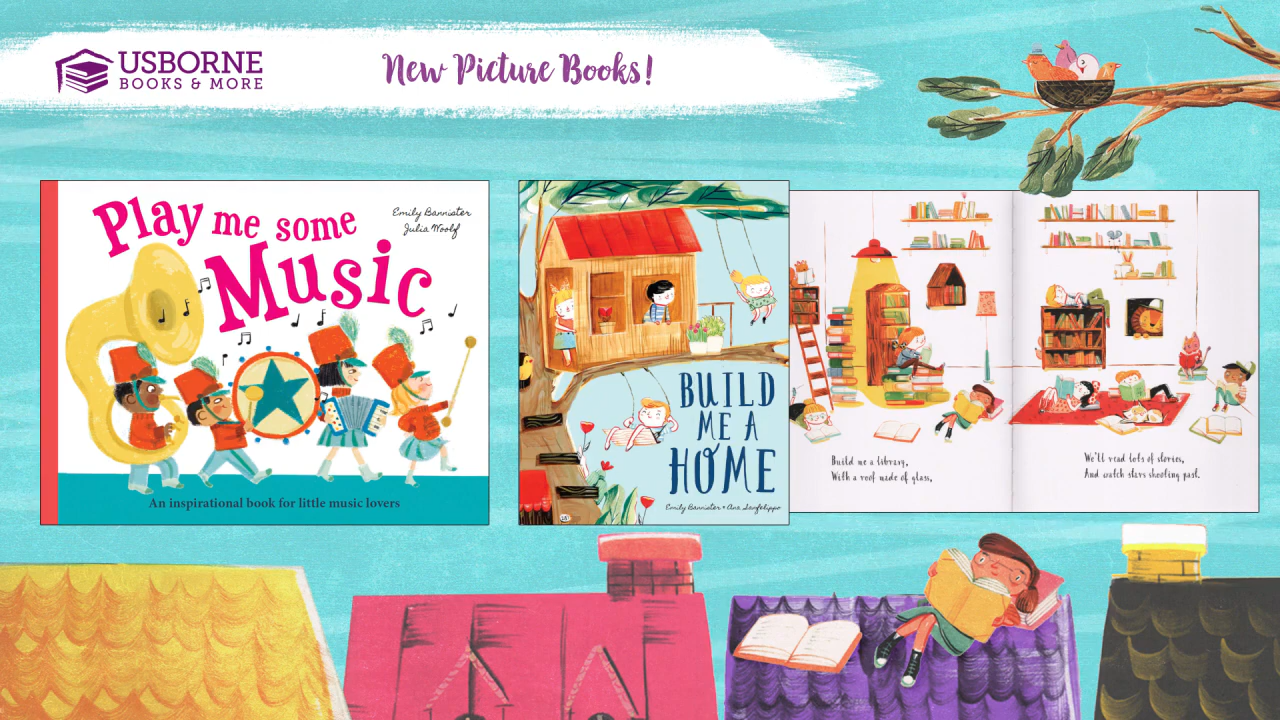 USBORNE
BOOKS & MORE
New Picture Books!
Play me some
Music
Emily Bannister
Julia Woolf
An inspirational book for little music lovers
BUILD
ME A
HOME
Emily Bannister • Ana Sanfelippo
Build me a library,
With a roof made of glass,
We'll read lots of stories,
And watch stars shooting past.